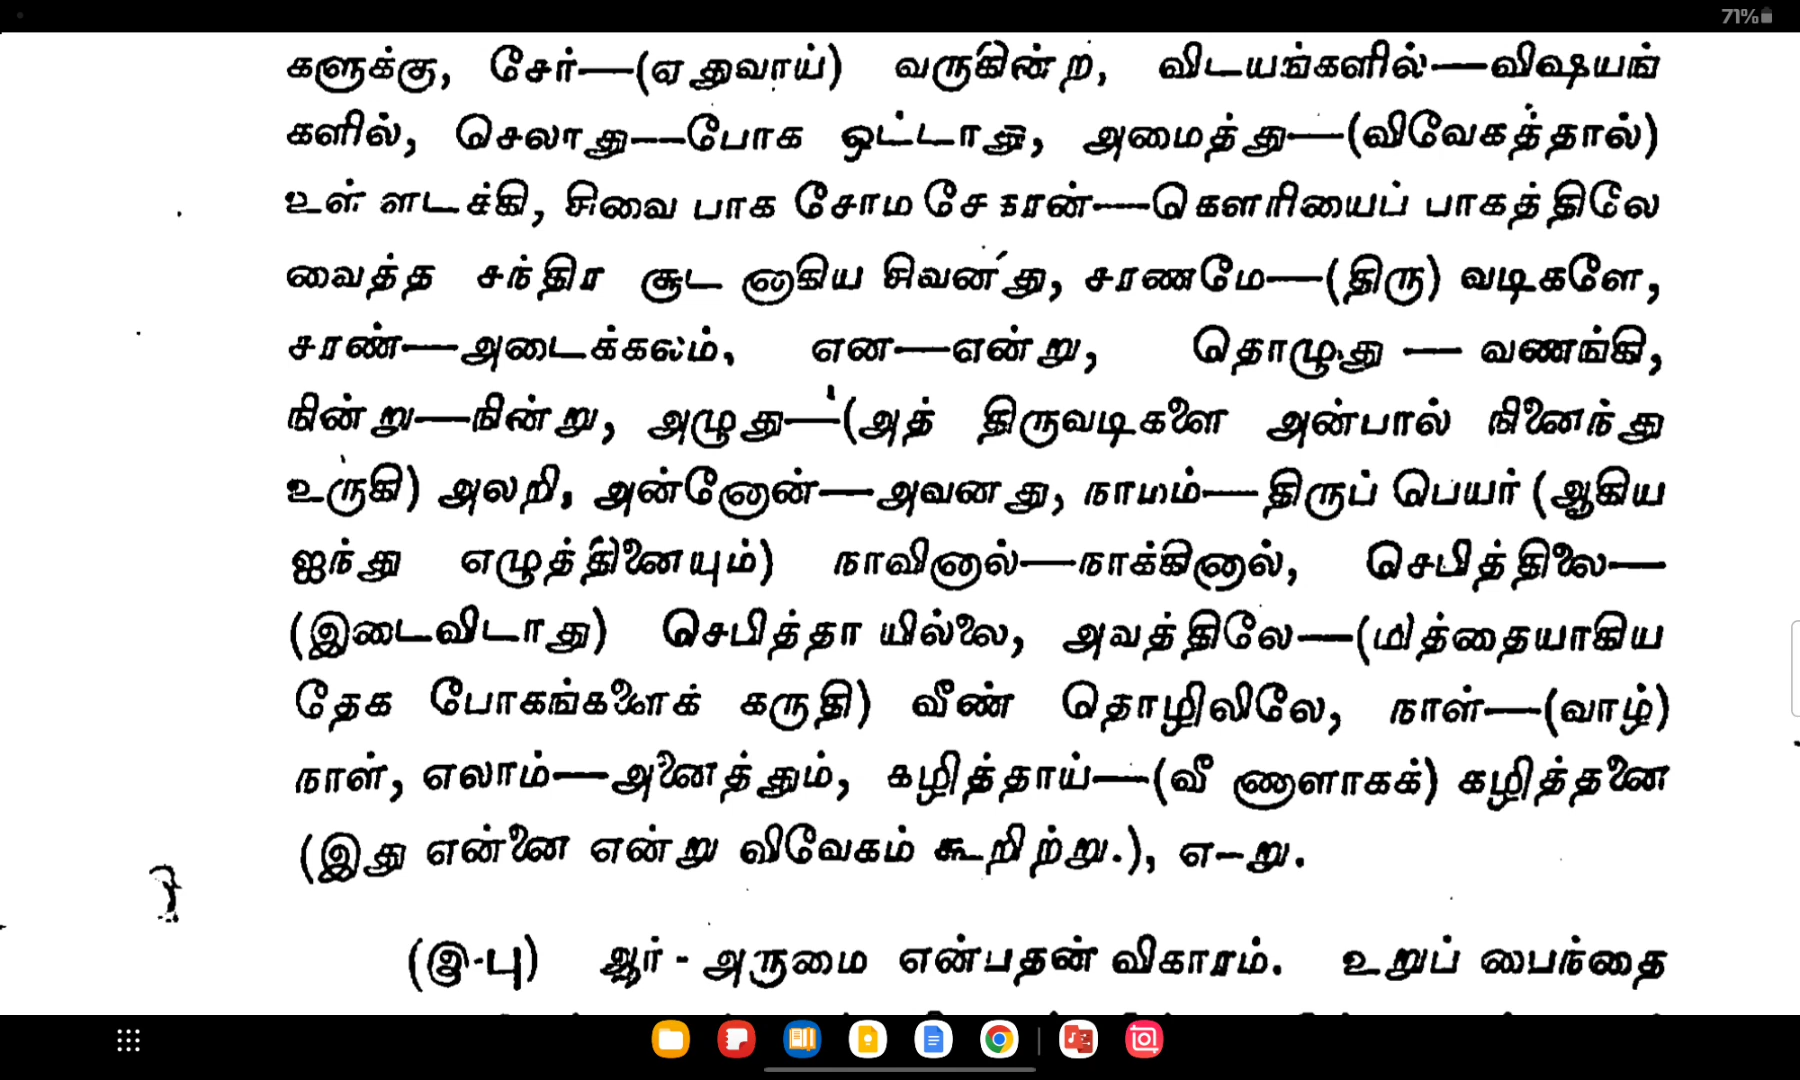 71%
களுக்கு, சேர்—(ஏதுவாய்) வருகின்ற, விடயங்களில்—விஷயங்
களில், செலாது—போக ஒட்டாது, அமைத்து—(விவேகத்தால்)
உள் ளடக்கி, சிவை பாக சோம சேகரன்—கௌரியைப் பாகத்திலே
வைத்த சந்திர சூட னாகிய சிவனது, சரணமே—(திரு) வடிகளே,
சரண்—அடைக்கலம், என—என்று, தொழுது — வணங்கி,
நின்று—நின்று, அழுது—(அத் திருவடிகளை அன்பால் நினைந்து
உருகி) அலறி, அன்னோன்—அவனது, நாமம்—திருப் பெயர் (ஆகிய
ஐந்து எழுத்தினையும்) நாவினால்—நாக்கினால், செபித்திலை—
(இடைவிடாது) செபித்தா யில்லை, அவத்திலே—(மித்தையாகிய
தேக போகங்களைக் கருதி) வீண் தொழிலிலே, நாள்—(வாழ்)
நாள், எலாம்—அனைத்தும், கழித்தாய்—(வீ ணாளாகக்) கழித்தனை
(இது என்னை என்று விவேகம் கூறிற்று.), எ-று.
(இ-பு) ஆர் - அருமை என்பதன் விகாரம். உறுப் பைந்தை